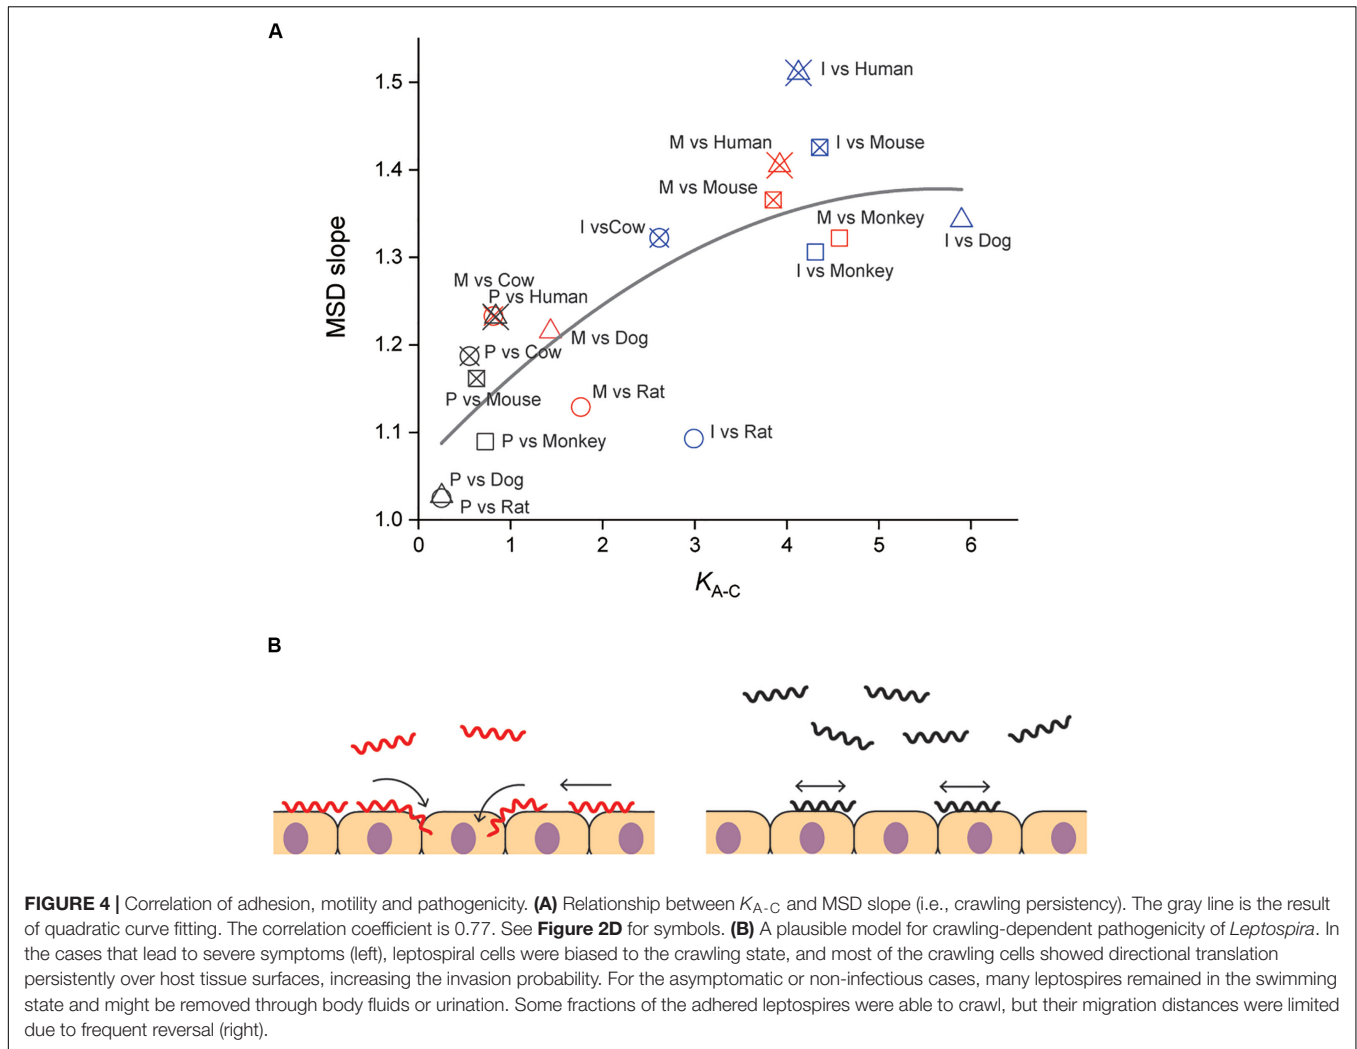 A
MSD slope
1.5
1.4
1.3
1.2
1.1
1.0
I vs Human
M vs Human
I vs Mouse
M vs Mouse
M vs Monkey
I vsCow
I vs Dog
I vs Monkey
M vs Cow
P vs Human
M vs Dog
P vs Cow
P vs Mouse
M vs Rat
I vs Rat
P vs Monkey
P vs Dog
P vs Rat
0 1 2 3 4 5 6
K A-C
B
FIGURE 4 | Correlation of adhesion, motility and pathogenicity. (A) Relationship between K A-C and MSD slope (i.e., crawling persistency). The gray line is the result
of quadratic curve fitting. The correlation coefficient is 0.77. See Figure 2D for symbols. (B) A plausible model for crawling-dependent pathogenicity of Leptospira. In
the cases that lead to severe symptoms (left), leptospiral cells were biased to the crawling state, and most of the crawling cells showed directional translation
persistently over host tissue surfaces, increasing the invasion probability. For the asymptomatic or non-infectious cases, many leptospires remained in the swimming
state and might be removed through body fluids or urination. Some fractions of the adhered leptospires were able to crawl, but their migration distances were limited
due to frequent reversal (right).